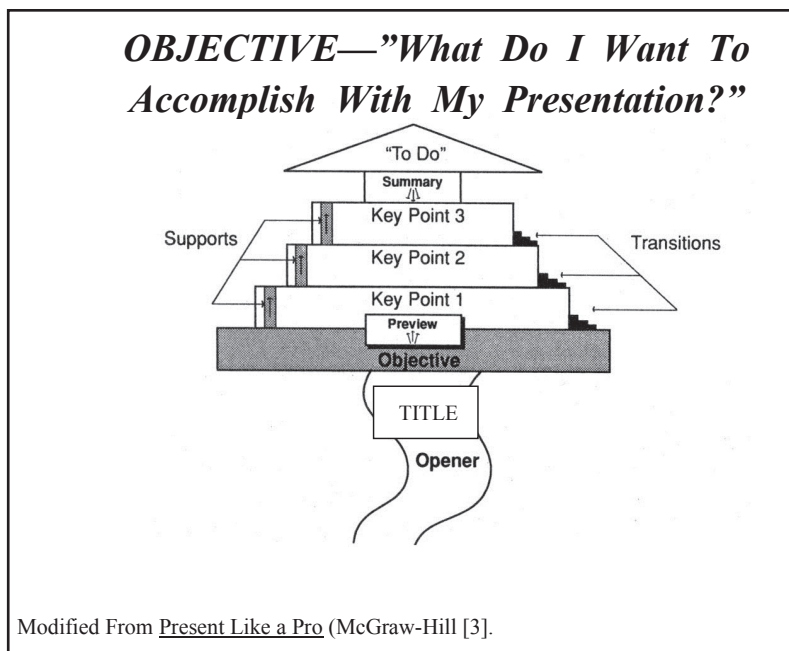 OBJECTIVE—”What Do I Want To
Accomplish With My Presentation?”
“To Do”
Summary
Key Point 3
Supports
Transitions
Key Point 2
Key Point 1
Preview
Objective
TITLE
Opener
Modified From Present Like a Pro (McGraw-Hill [3].